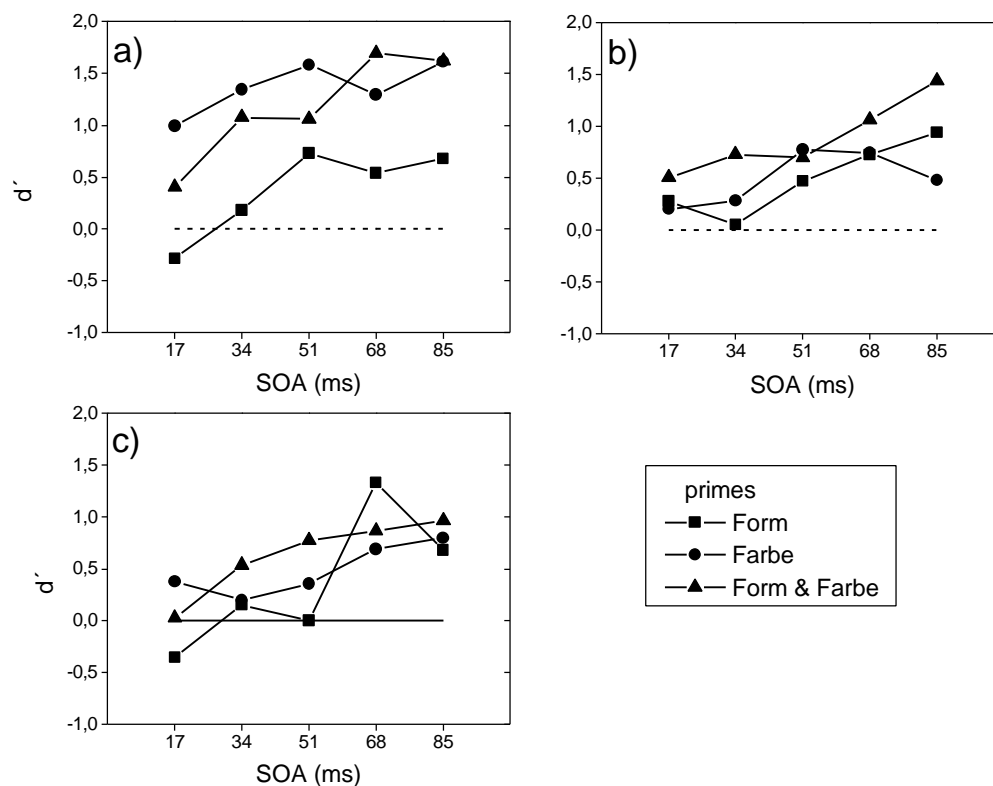 a)
2,0
1,5
1,0
0,5
0,0
-0,5
-1,0
d´
17 34 51 68 85
SOA (ms)
b)
2,0
1,5
1,0
0,5
0,0
-0,5
-1,0
17 34 51 68 85
SOA (ms)
c)
2,0
1,5
1,0
0,5
0,0
-0,5
-1,0
d´
17 34 51 68 85
SOA (ms)
primes
Form
Farbe
Form & Farbe